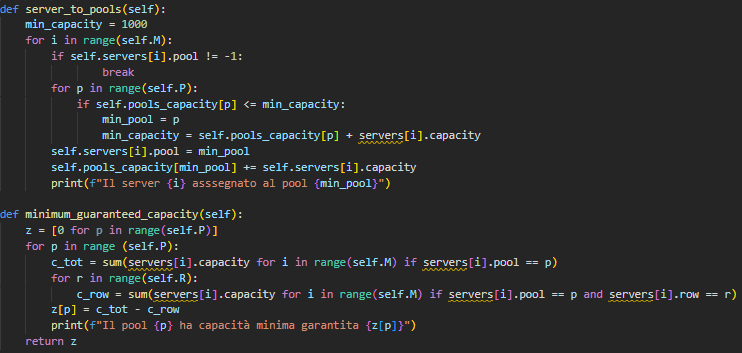 def server_to_pools(self):
    min_capacity = 1000
    for i in range(self.M):
        if self.servers[i].pool != -1:
                break
        for p in range(self.P):
            if self.pools_capacity[p] <= min_capacity:
                min_pool = p
                min_capacity = self.pools_capacity[p] + servers[i].capacity
        self.servers[i].pool = min_pool
        self.pools_capacity[min_pool] += self.servers[i].capacity
        print(f"Il server {i} asssegnato al pool {min_pool}")

def minimum_guaranteed_capacity(self):
    z = [0 for p in range(self.P)]
    for p in range (self.P):
        c_tot = sum(servers[i].capacity for i in range(self.M) if servers[i].pool == p)
        for r in range(self.R):
            c_row = sum(servers[i].capacity for i in range(self.M) if servers[i].pool == p and servers[i].row == r)
        z[p] = c_tot - c_row
        print(f"Il pool {p} ha capacità minima garantita {z[p]}")
    return z